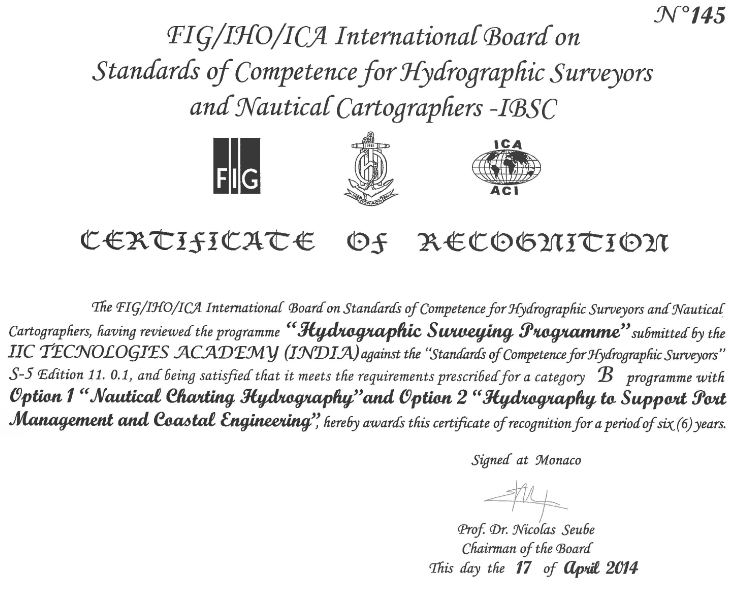 N°145
FIG/IHO/ICA International Board on
Standards of Competence for Hydrographic Surveyors
and Nautical Cartographers -IBSC
FIG
ICA
ACI
CERTIFICATE OF RECOGNITION
The FIG/IHO/ICA International Board on Standards of Competence for Hydrographic Surveyors and Nautical
Cartographers, having reviewed the programme “Hydrographic Surveying Programme” submitted by the
IIC TECNOLOGIES ACADEMY (INDIA) against the “Standards of Competence for Hydrographic Surveyors”
S-5 Edition 11. 0.1, and being satisfied that it meets the requirements prescribed for a category B programme with
Option 1 “Nautical Charting Hydrography” and Option 2 “Hydrography to Support Port
Management and Coastal Engineering”, hereby awards this certificate of recognition for a period of six (6) years.
Signed at Monaco
Prof. Dr. Nicolas Seube
Chairman of the Board
This day the 17 of April 2014